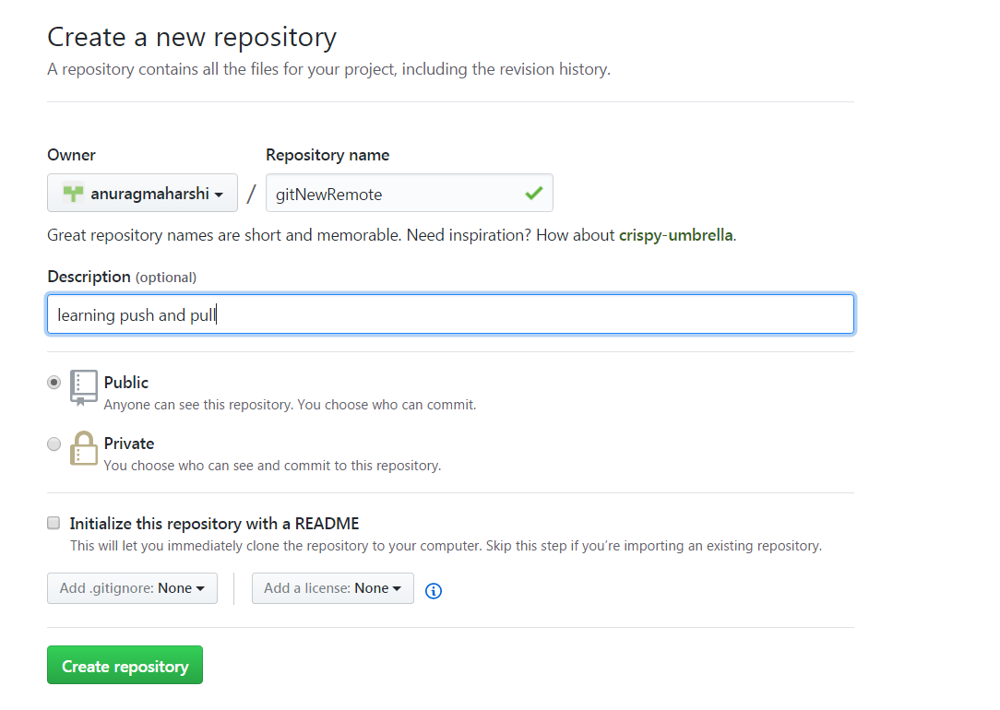 Create a new repository
A repository contains all the files for your project, including the revision history.
Owner
Repository name
anuragmaharshi
/
gitNewRemote
Great repository names are short and memorable. Need inspiration? How about crispy-umbrella.
Description (optional)
learning push and pull
Public
Anyone can see this repository. You choose who can commit.
Private
You choose who can see and commit to this repository.
Initialize this repository with a README
This will let you immediately clone the repository to your computer. Skip this step if you’re importing an existing repository.
Add .gitignore: None
Add a license: None
Create repository